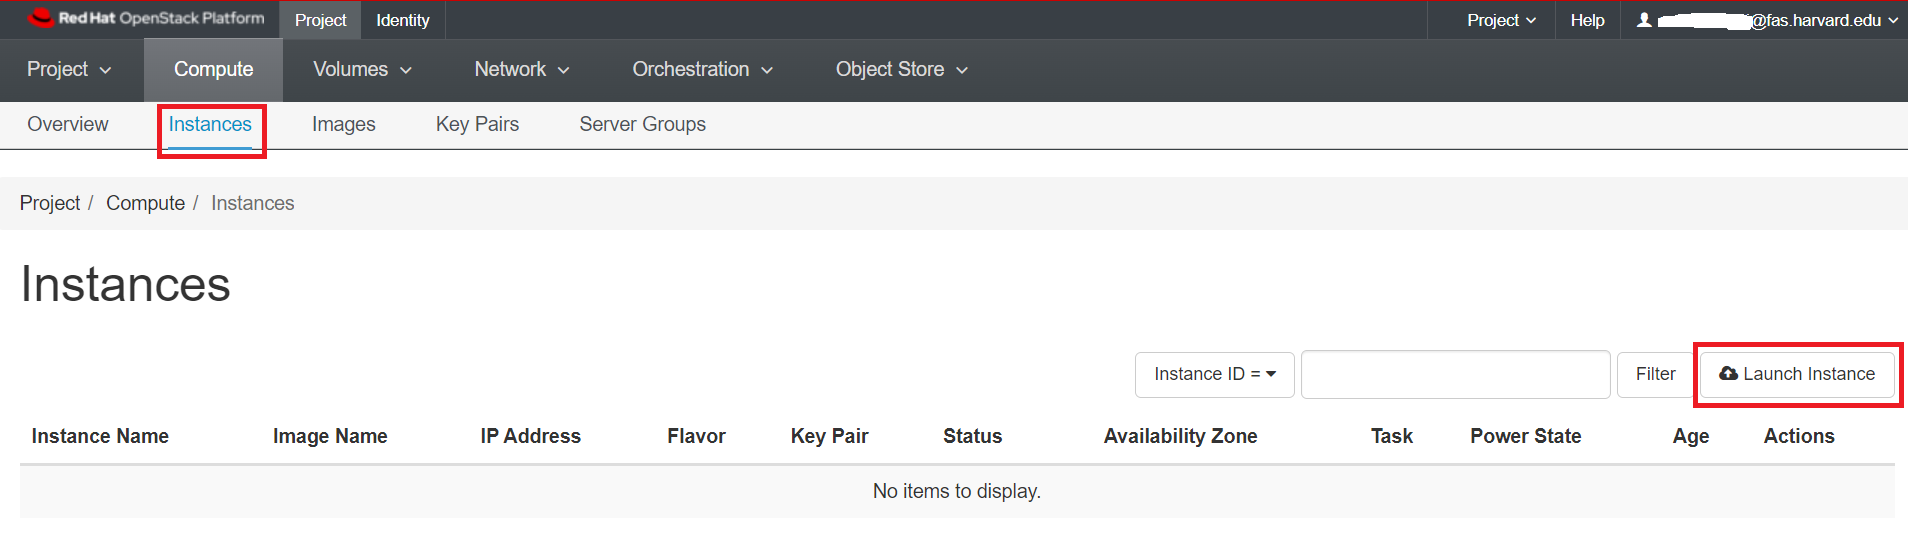 Red Hat OpenStack Platform Project Identity Project Help @fas.harvard.edu
Project Compute Volumes Network Orchestration Object Store
Overview Instances Images Key Pairs Server Groups
Project / Compute / Instances
Instances
Instance ID = Filter Launch Instance
Instance Name Image Name IP Address Flavor Key Pair Status Availability Zone Task Power State Age Actions
No items to display.